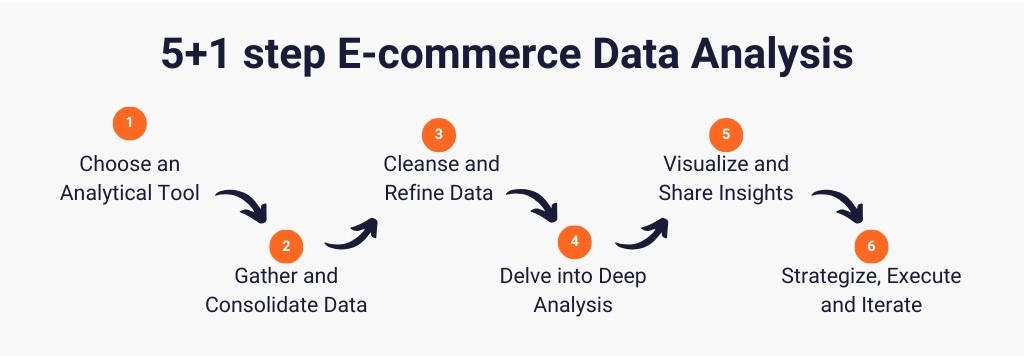 5+1 step E-commerce Data Analysis
1
Choose an
Analytical Tool
2
Gather and
Consolidate Data
3
Cleanse and
Refine Data
4
Delve into Deep
Analysis
5
Visualize and
Share Insights
6
Strategize, Execute
and Iterate